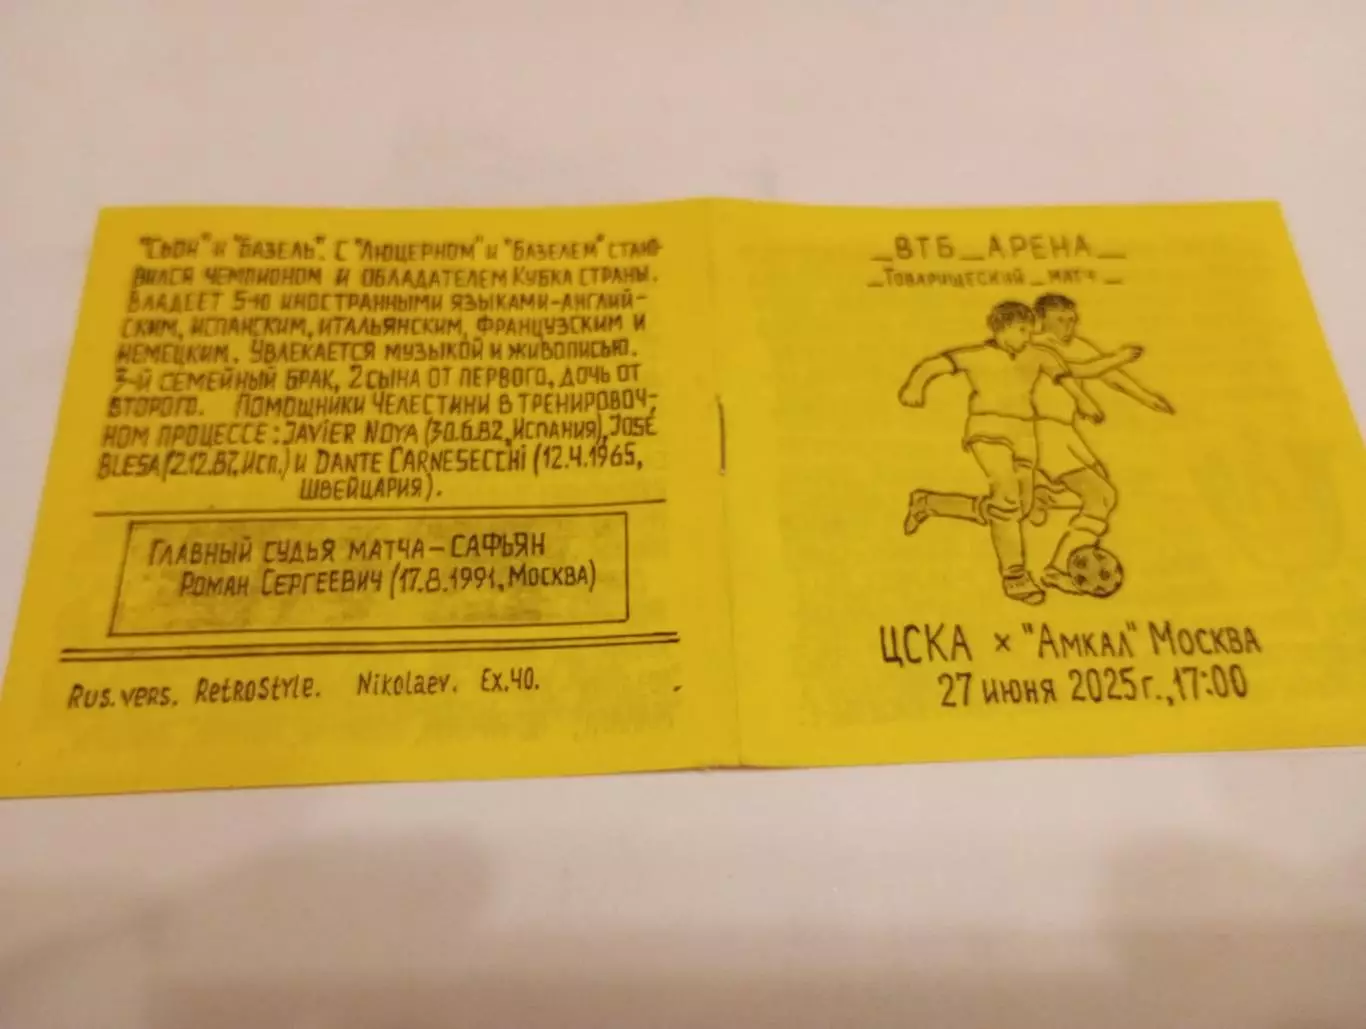 "Сьон" и "Базель". С "Люцерном" и "Базелем" стано-
вился чемпионом и обладателем Кубка страны.
Владеет 5-ю иностранными языками-англий-
ским, испанским, итальянским, французским и
немецким. Увлекается музыкой и живописью.
3-й семейный брак, 2 сына от первого, дочь от
второго. Помощники Челестини в тренировоч-
ном процессе: Javier Noya (30.6.82, Испания), José
Blesa (2.12.87, Исп.) и Dante Carnesecchi (12.4.1965,
Швейцария).
Главный судья матча - САФЬЯН
Роман Сергеевич (17.8.1991, Москва)
Rus. vers. RetroStyle. Nikolaev. Ex.40.
_ВТБ_АРЕНА_
_Товарищеский_матч_
ЦСКА × "Амкал" Москва
27 июня 2025г., 17:00